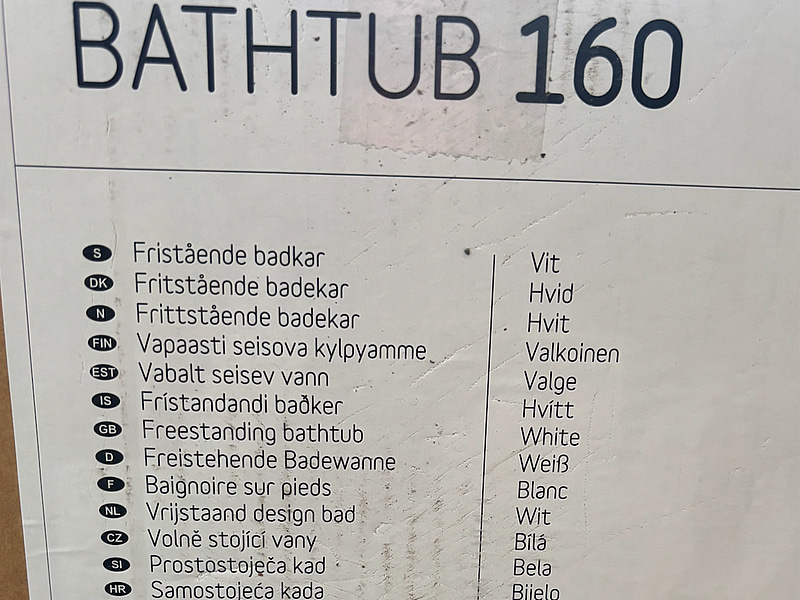 BATHTUB 160
S Fristående badkar Vit
DK Fritstående badekar Hvid
N Frittstående badekar Hvit
FIN Vapaasti seisova kylpyamme Valkoinen
EST Vabalt seisev vann Valge
IS Frístandandi baðker Hvítt
GB Freestanding bathtub White
D Freistehende Badewanne Weiß
F Baignoire sur pieds Blanc
NL Vrijstaand design bad Wit
CZ Volně stojící vany Bílá
SI Prostostoječa kad Bela
HR Samostojeća kada Bijelo